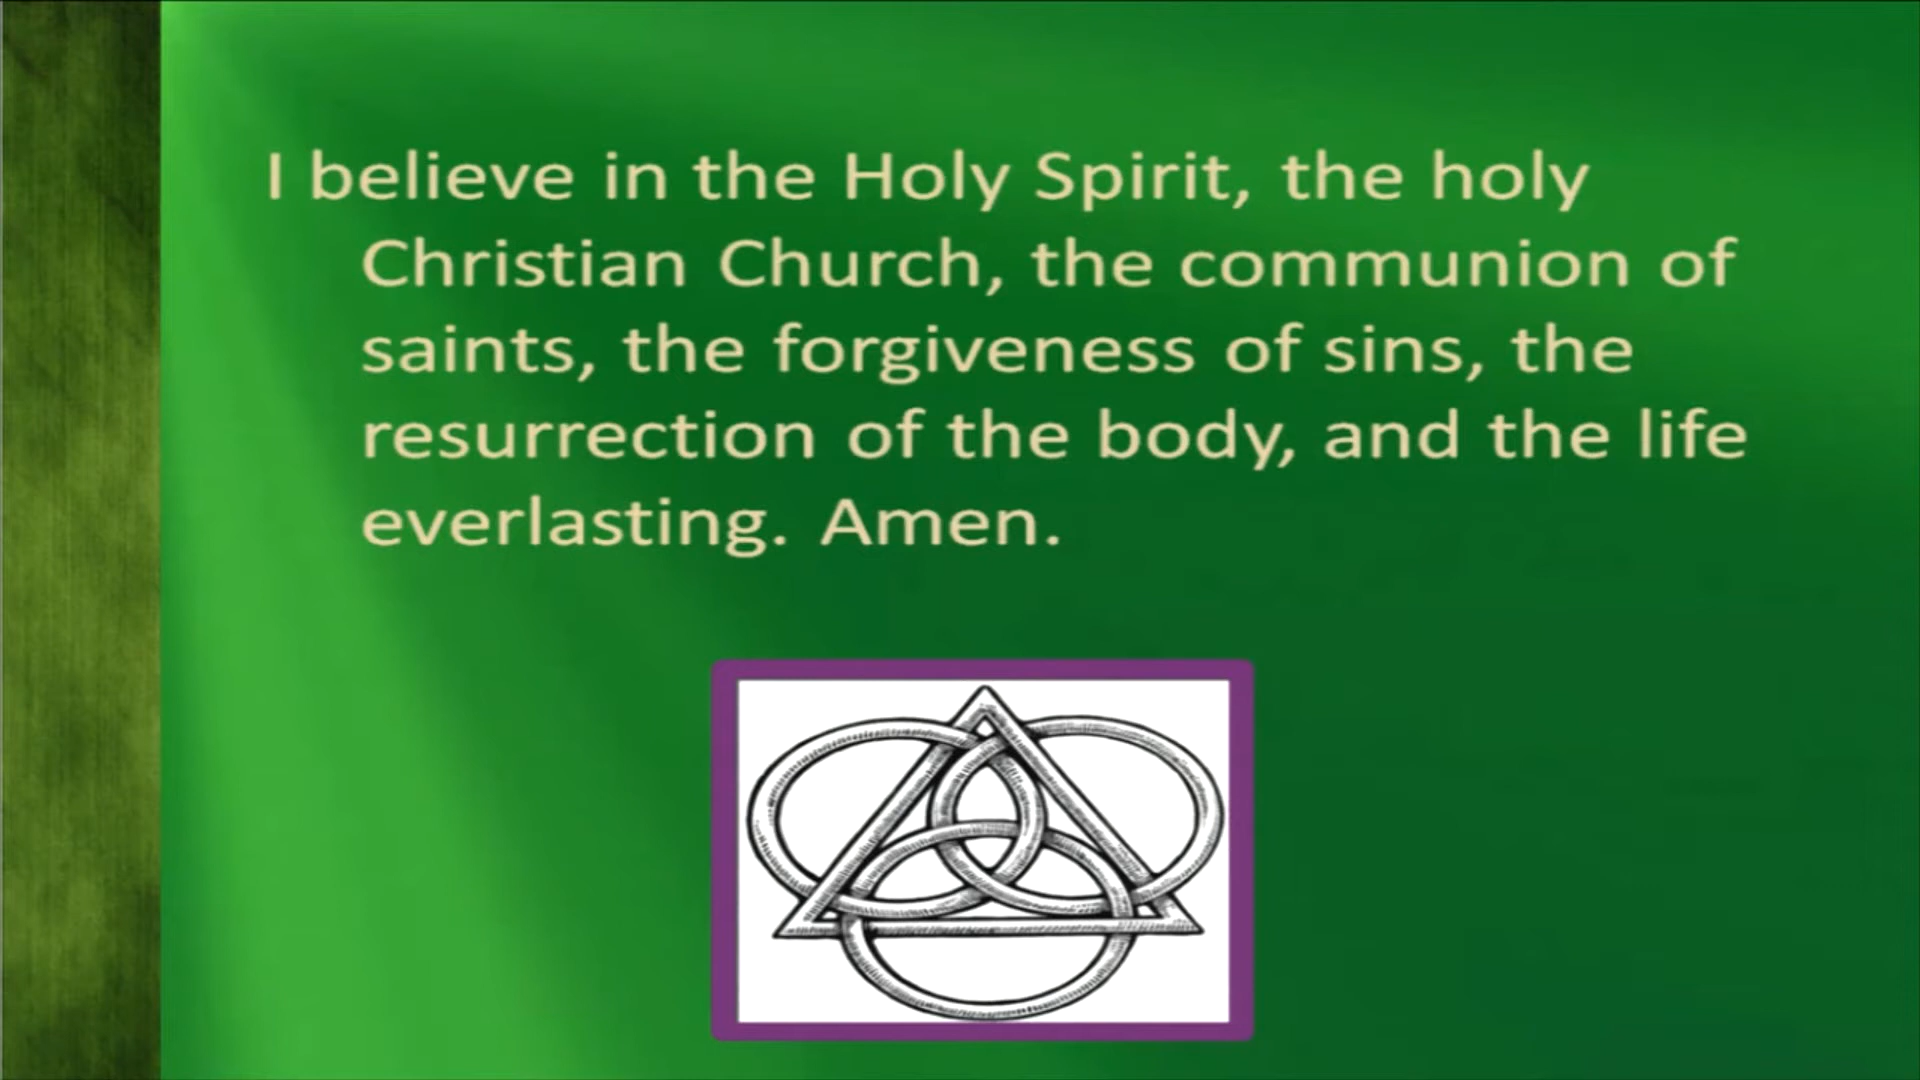 I believe in the Holy Spirit, the holy
Christian Church, the communion of
saints, the forgiveness of sins, the
resurrection of the body, and the life
everlasting. Amen.